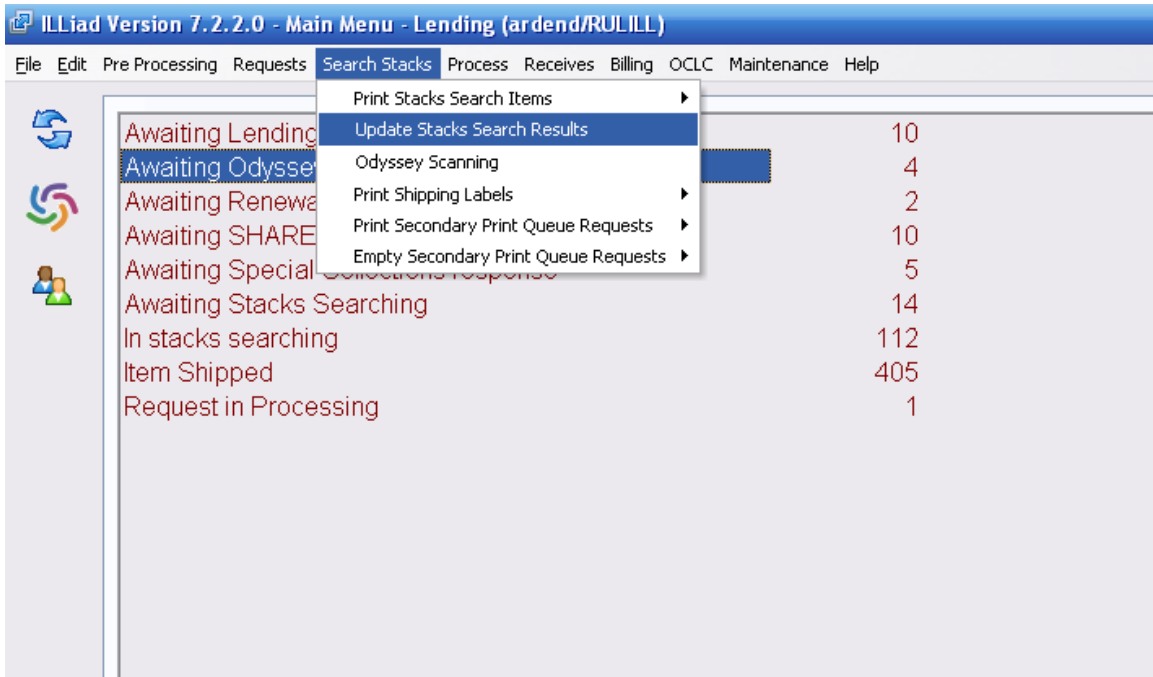 ILLiad Version 7.2.2.0 - Main Menu - Lending (ardend/RULILL)
File Edit Pre Processing Requests Search Stacks Process Receives Billing OCLC Maintenance Help
Print Stacks Search Items
Update Stacks Search Results
Odyssey Scanning
Print Shipping Labels
Print Secondary Print Queue Requests
Empty Secondary Print Queue Requests
Awaiting Lending 10
Awaiting 4
Awaiting 2
Awaiting SHARE 10
Awaiting Special 5
Awaiting Stacks Searching 14
In stacks searching 112
Item Shipped 405
Request in Processing 1